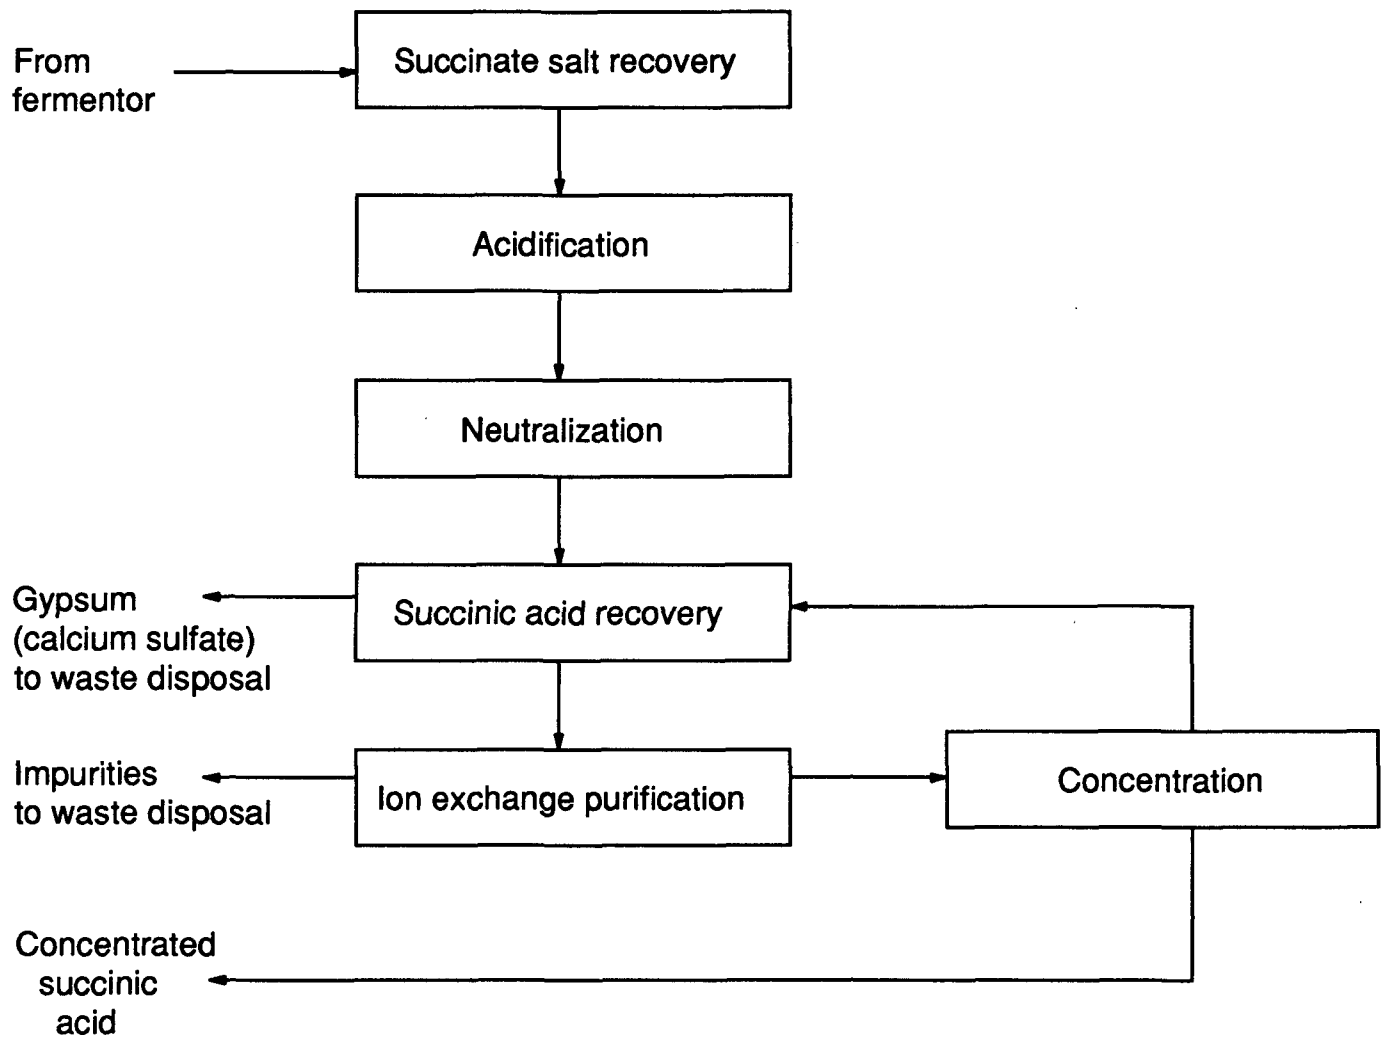 From
fermentor
Succinate salt recovery
Acidification
Neutralization
Gypsum
(calcium sulfate)
to waste disposal
Succinic acid recovery
Impurities
to waste disposal
Ion exchange purification
Concentration
Concentrated
succinic
acid